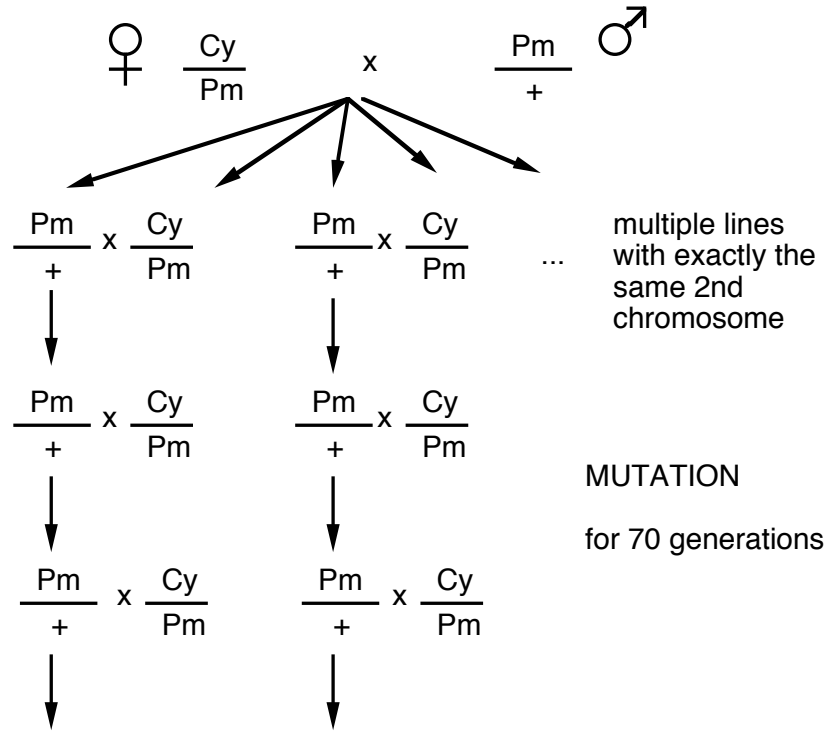 ♀ Cy/Pm x Pm/+ ♂
Pm/+ x Cy/Pm Pm/+ x Cy/Pm ...
multiple lines
with exactly the
same 2nd
chromosome
Pm/+ x Cy/Pm Pm/+ x Cy/Pm
MUTATION
for 70 generations
Pm/+ x Cy/Pm Pm/+ x Cy/Pm